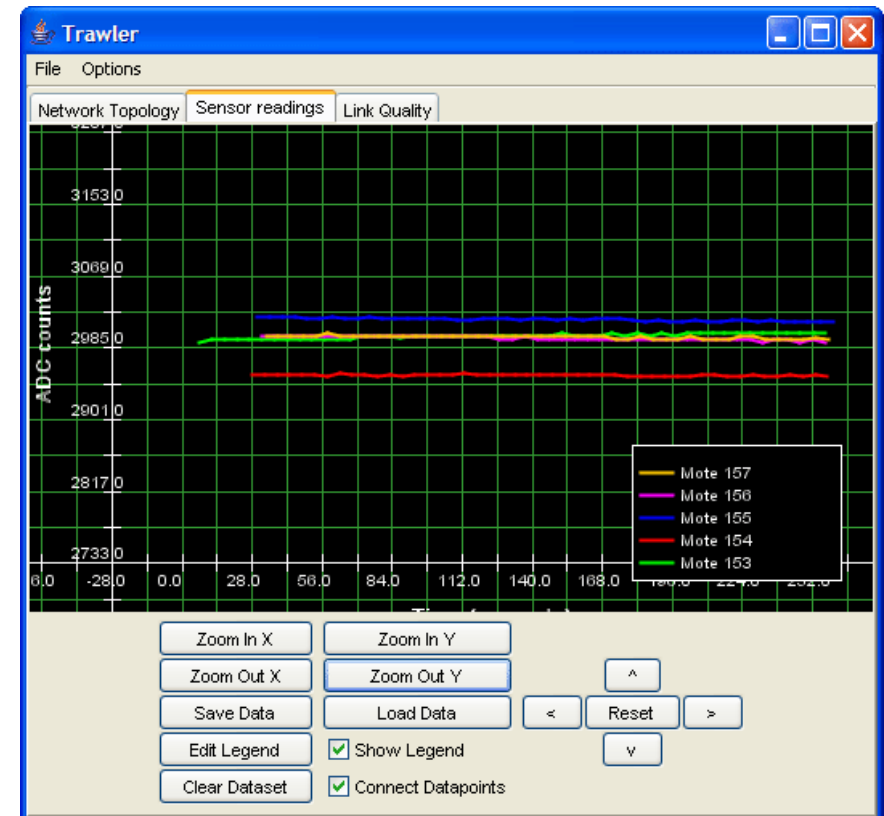 Trawler
File Options
Network Topology Sensor readings Link Quality
3153.0
3069.0
2985.0
2901.0
2817.0
2733.0
ADC counts
Mote 157
Mote 156
Mote 155
Mote 154
Mote 153
6.0 -28.0 0.0 28.0 56.0 84.0 112.0 140.0 168.0
Zoom In X Zoom In Y
Zoom Out X Zoom Out Y ^
Save Data Load Data < Reset >
Edit Legend Show Legend v
Clear Dataset Connect Datapoints